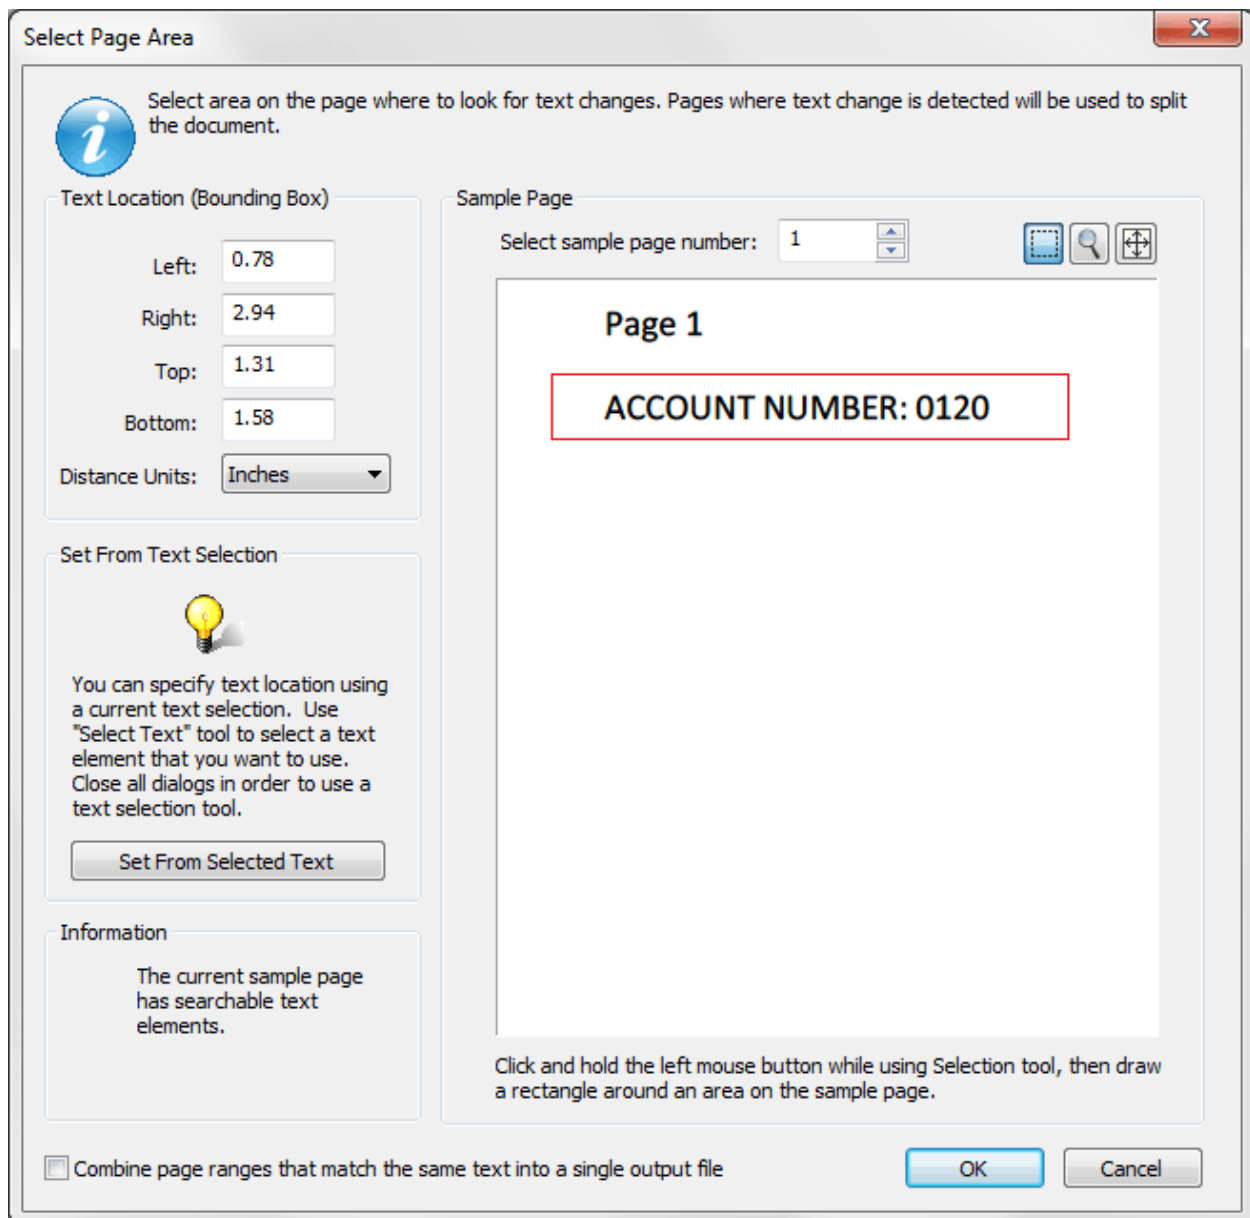 Select Page Area
Select area on the page where to look for text changes. Pages where text change is detected will be used to split
the document.
Text Location (Bounding Box)
Left: 0.78
Right: 2.94
Top: 1.31
Bottom: 1.58
Distance Units: Inches
Set From Text Selection
You can specify text location using
a current text selection. Use
"Select Text" tool to select a text
element that you want to use.
Close all dialogs in order to use a
text selection tool.
Set From Selected Text
Information
The current sample page
has searchable text
elements.
Sample Page
Select sample page number: 1
Page 1
ACCOUNT NUMBER: 0120
Click and hold the left mouse button while using Selection tool, then draw
a rectangle around an area on the sample page.
Combine page ranges that match the same text into a single output file
OK
Cancel